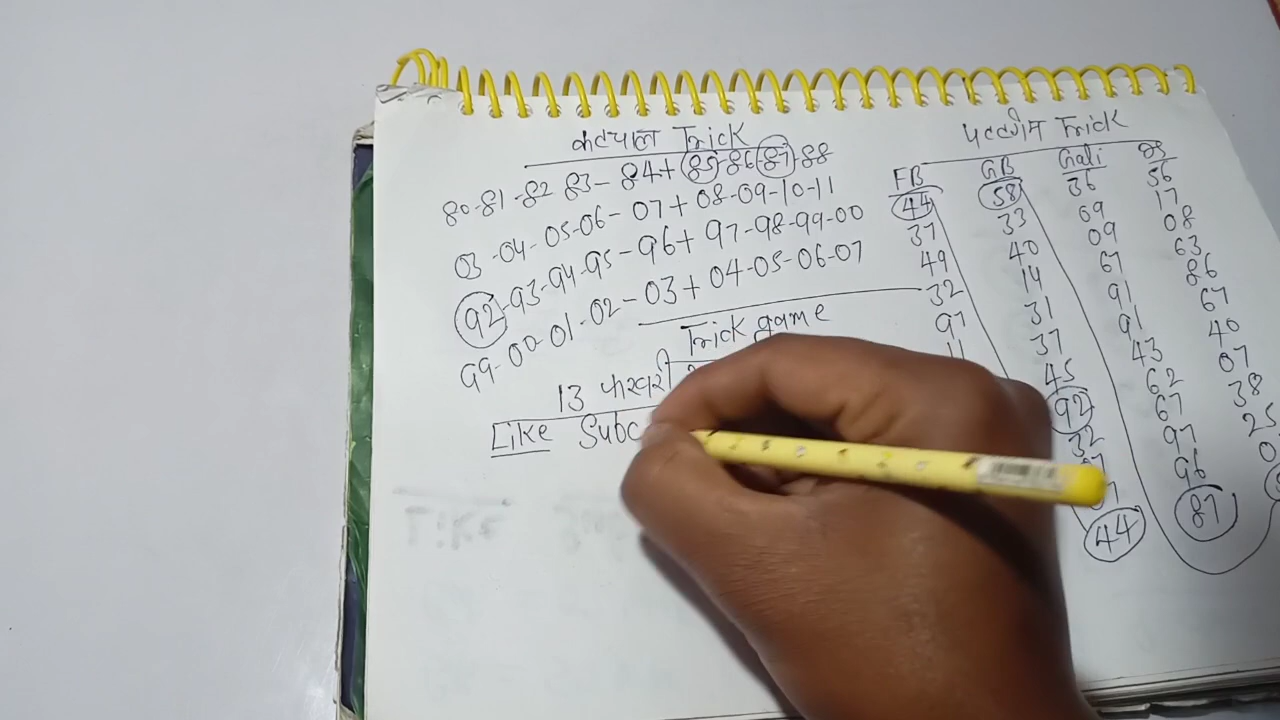 कटपाल Trick
80-81-82 83-84+85-86-87-88
03-04-05-06-07+08-09-10-11
92-93-94-95-96+97-98-99-00
99-00-01-02-03+04-05-06-07
Trick game
13 फरवरी
Like Subc
Trick
FB GB Gali DS
44 58 36 56
37 33 69 17
49 40 09 08
32 14 67 63
97 31 91 86
11 37 91 67
45 43 40
92 62 07
32 67 38
97 25
96
44 87